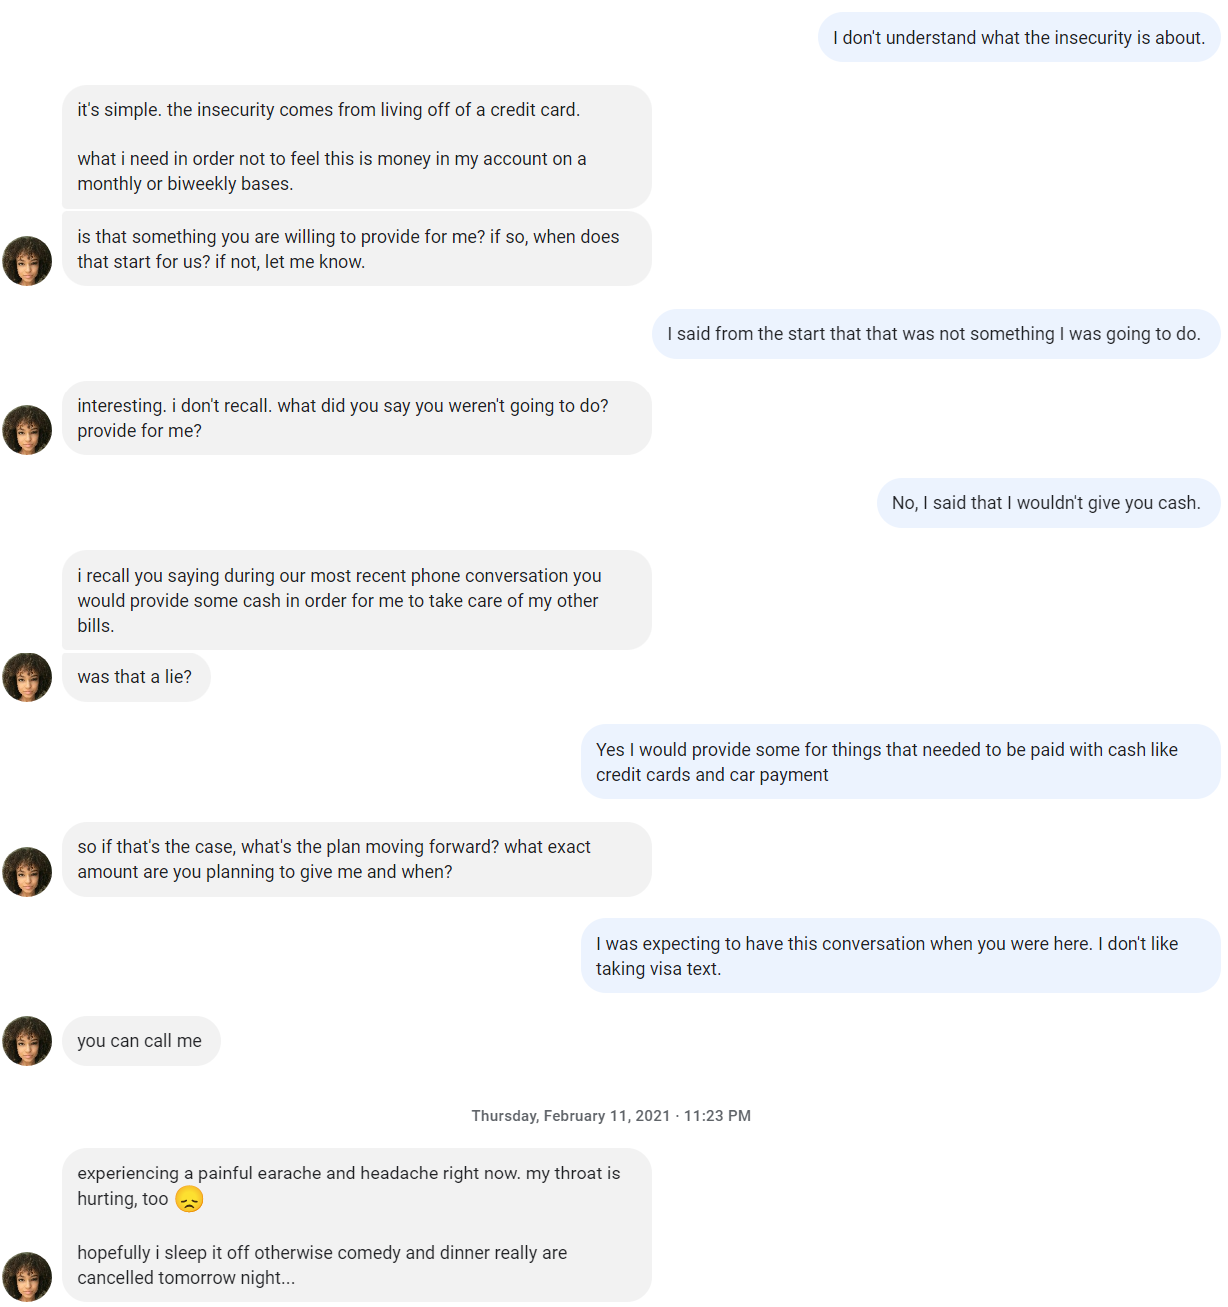 I don't understand what the insecurity is about.
it's simple. the insecurity comes from living off of a credit card.
what i need in order not to feel this is money in my account on a
monthly or biweekly bases.
is that something you are willing to provide for me? if so, when does
that start for us? if not, let me know.
I said from the start that that was not something I was going to do.
interesting. i don't recall. what did you say you weren't going to do?
provide for me?
No, I said that I wouldn't give you cash.
i recall you saying during our most recent phone conversation you
would provide some cash in order for me to take care of my other
bills.
was that a lie?
Yes I would provide some for things that needed to be paid with cash like
credit cards and car payment
so if that's the case, what's the plan moving forward? what exact
amount are you planning to give me and when?
I was expecting to have this conversation when you were here. I don't like
taking visa text.
you can call me
Thursday, February 11, 2021 · 11:23 PM
experiencing a painful earache and headache right now. my throat is
hurting, too 😞
hopefully i sleep it off otherwise comedy and dinner really are
cancelled tomorrow night...